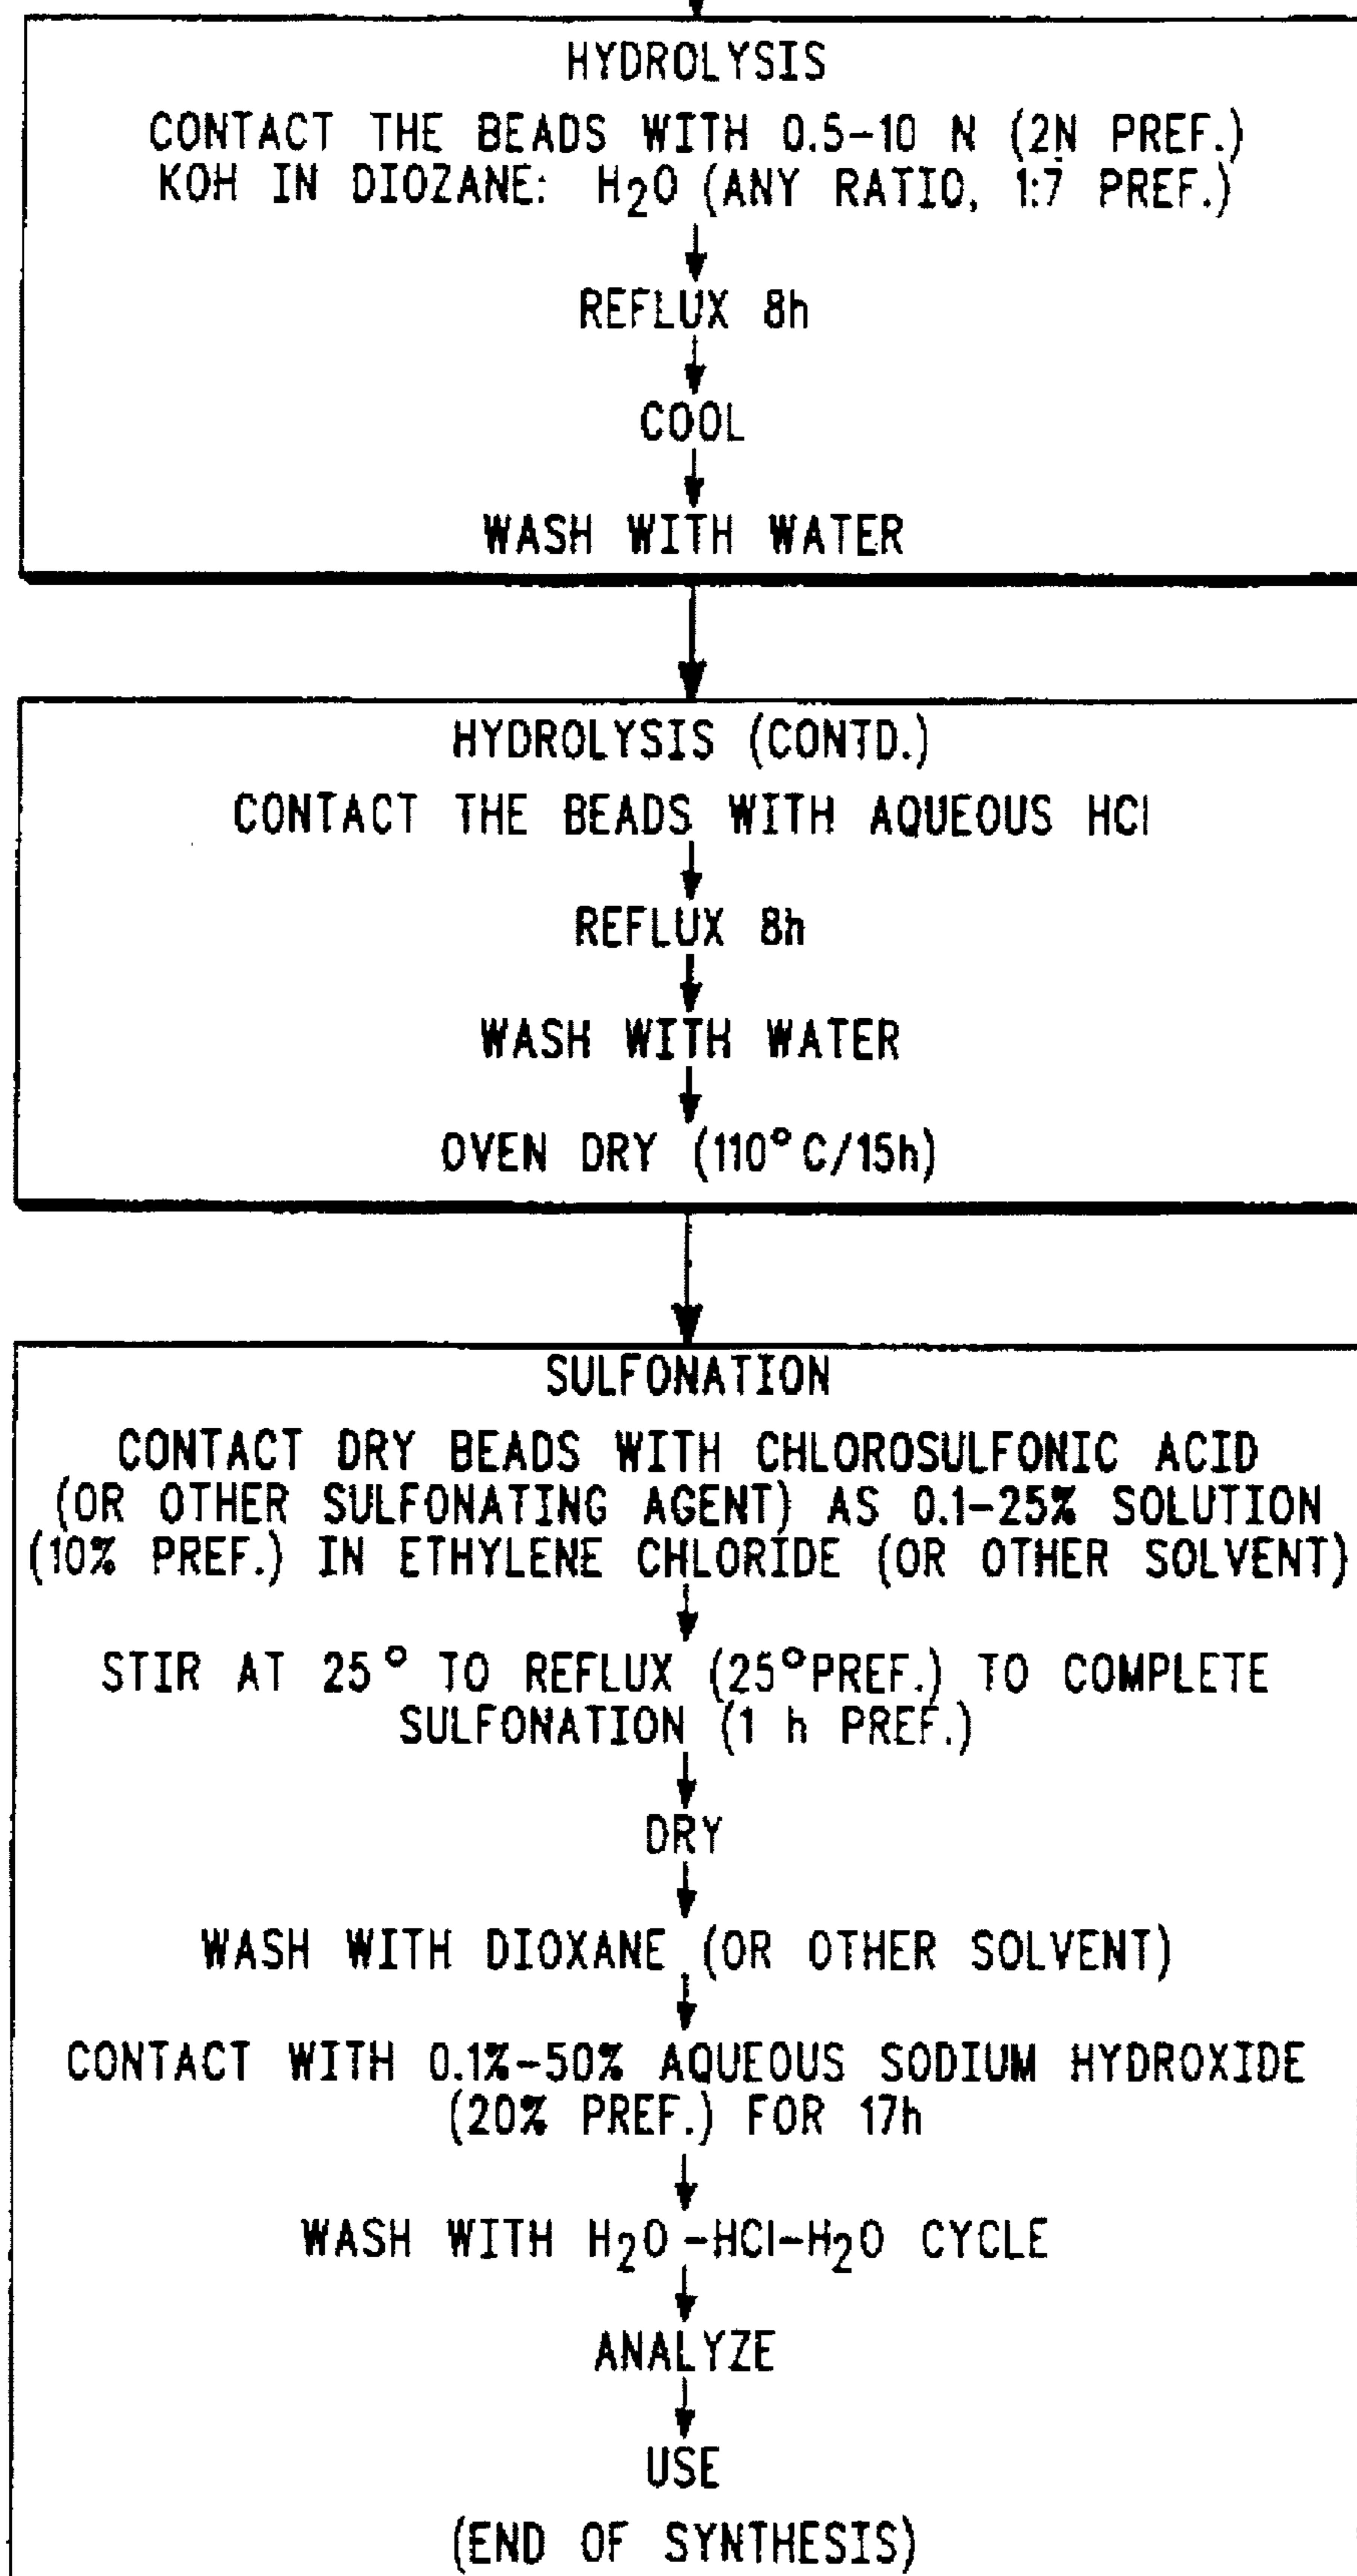 HYDROLYSIS
CONTACT THE BEADS WITH 0.5-10 N (2N PREF.)
KOH IN DIOZANE: H₂O (ANY RATIO, 1:7 PREF.)
REFLUX 8h
COOL
WASH WITH WATER
HYDROLYSIS (CONTD.)
CONTACT THE BEADS WITH AQUEOUS HCl
REFLUX 8h
WASH WITH WATER
OVEN DRY (110°C/15h)
SULFONATION
CONTACT DRY BEADS WITH CHLOROSULFONIC ACID
(OR OTHER SULFONATING AGENT) AS 0.1-25% SOLUTION
(10% PREF.) IN ETHYLENE CHLORIDE (OR OTHER SOLVENT)
STIR AT 25° TO REFLUX (25°PREF.) TO COMPLETE
SULFONATION (1 h PREF.)
DRY
WASH WITH DIOXANE (OR OTHER SOLVENT)
CONTACT WITH 0.1%-50% AQUEOUS SODIUM HYDROXIDE
(20% PREF.) FOR 17h
WASH WITH H₂O-HCl-H₂O CYCLE
ANALYZE
USE
(END OF SYNTHESIS)